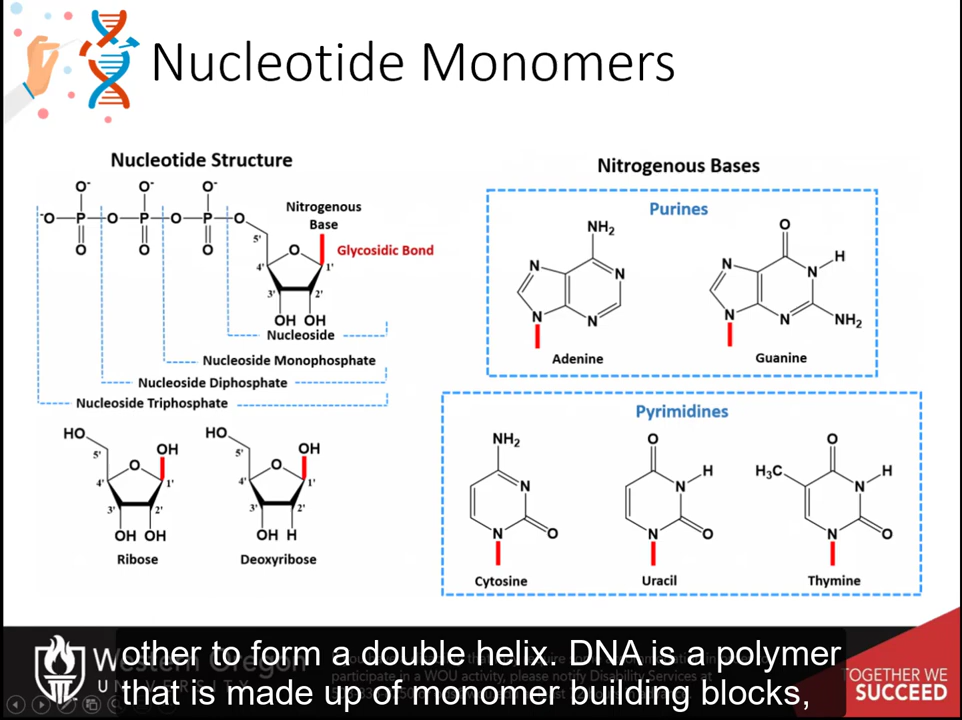 Nucleotide Monomers
Nucleotide Structure
O⁻ O⁻ O⁻
⁻O P O P O P O
O O O
Nitrogenous
Base
Glycosidic Bond
5'
O
4' 1'
3' 2'
OH OH
Nucleoside
Nucleoside Monophosphate
Nucleoside Diphosphate
Nucleoside Triphosphate
HO
5'
OH
O
4' 1'
3' 2'
OH OH
Ribose
HO
5'
OH
O
4' 1'
3' 2'
OH H
Deoxyribose
Nitrogenous Bases
Purines
NH₂
N N
N N
Adenine
O
N N H
N N NH₂
Guanine
Pyrimidines
NH₂
N
N O
Cytosine
O
N H
N O
Uracil
O
H₃C N H
N O
Thymine
other to form a double helix. DNA is a polymer
that is made up of monomer building blocks,
TOGETHER WE
SUCCEED